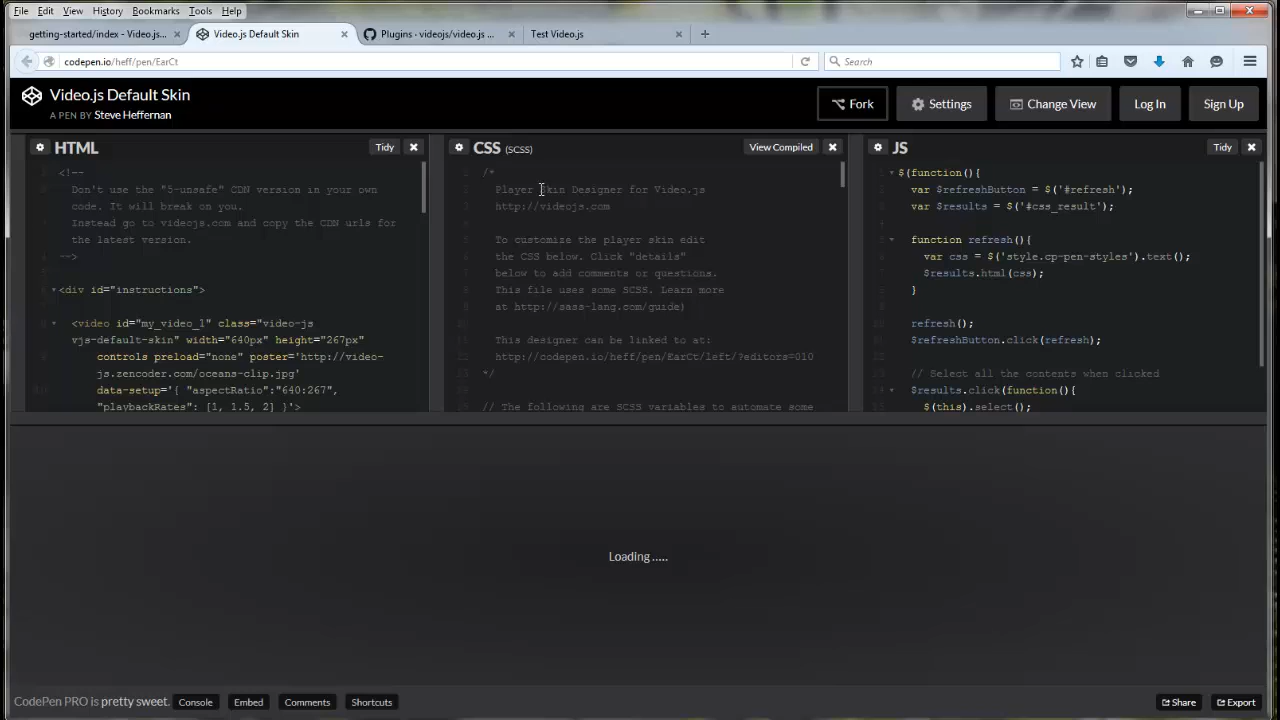 File Edit View History Bookmarks Tools Help
getting-started/index - Video.js...
Video.js Default Skin
Plugins · videojs/video.js ...
Test Video.js
codepen.io/heff/pen/EarCt
Search
Video.js Default Skin
A PEN BY Steve Heffernan
Fork
Settings
Change View
Log In
Sign Up
HTML
Tidy
<!--
Don't use the "5-unsafe" CDN version in your own
code. It will break on you.
Instead go to videojs.com and copy the CDN urls for
the latest version.
-->
<div id="instructions">
<video id="my_video_1" class="video-js
vjs-default-skin" width="640px" height="267px"
controls preload="none" poster='http://video-
js.zencoder.com/oceans-clip.jpg'
data-setup='{ "aspectRatio":"640:267",
"playbackRates": [1, 1.5, 2] }'>
CSS (SCSS)
View Compiled
/*
Player Skin Designer for Video.js
http://videojs.com
To customize the player skin edit
the CSS below. Click "details"
below to add comments or questions.
This file uses some SCSS. Learn more
at http://sass-lang.com/guide)
This designer can be linked to at:
http://codepen.io/heff/pen/EarCt/left/?editors=010
*/
// The following are SCSS variables to automate some
JS
Tidy
$(function(){
var $refreshButton = $('#refresh');
var $results = $('#css_result');
function refresh(){
var css = $('style.cp-pen-styles').text();
$results.html(css);
}
refresh();
$refreshButton.click(refresh);
// Select all the contents when clicked
$results.click(function(){
$(this).select();
Loading .....
CodePen PRO is pretty sweet.
Console
Embed
Comments
Shortcuts
Share
Export